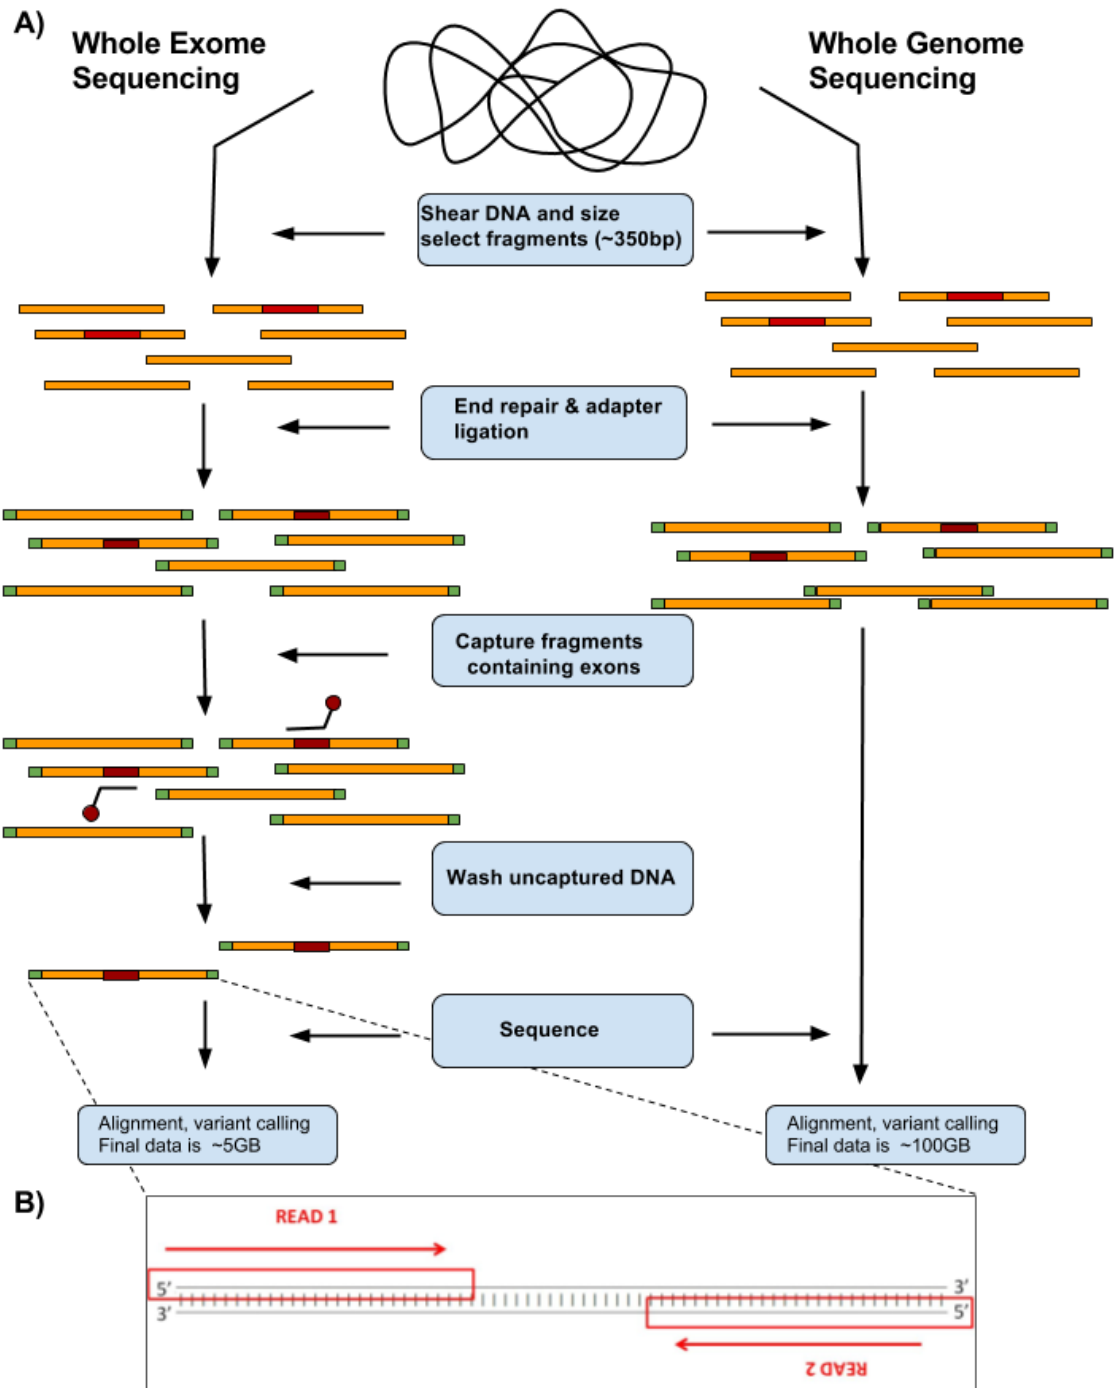 A)
Whole Exome
Sequencing
Whole Genome
Sequencing
Shear DNA and size
select fragments (~350bp)
End repair & adapter
ligation
Capture fragments
containing exons
Wash uncaptured DNA
Sequence
Alignment, variant calling
Final data is ~5GB
Alignment, variant calling
Final data is ~100GB
B)
READ 1
5’ 3’
3’ 5’
READ 2